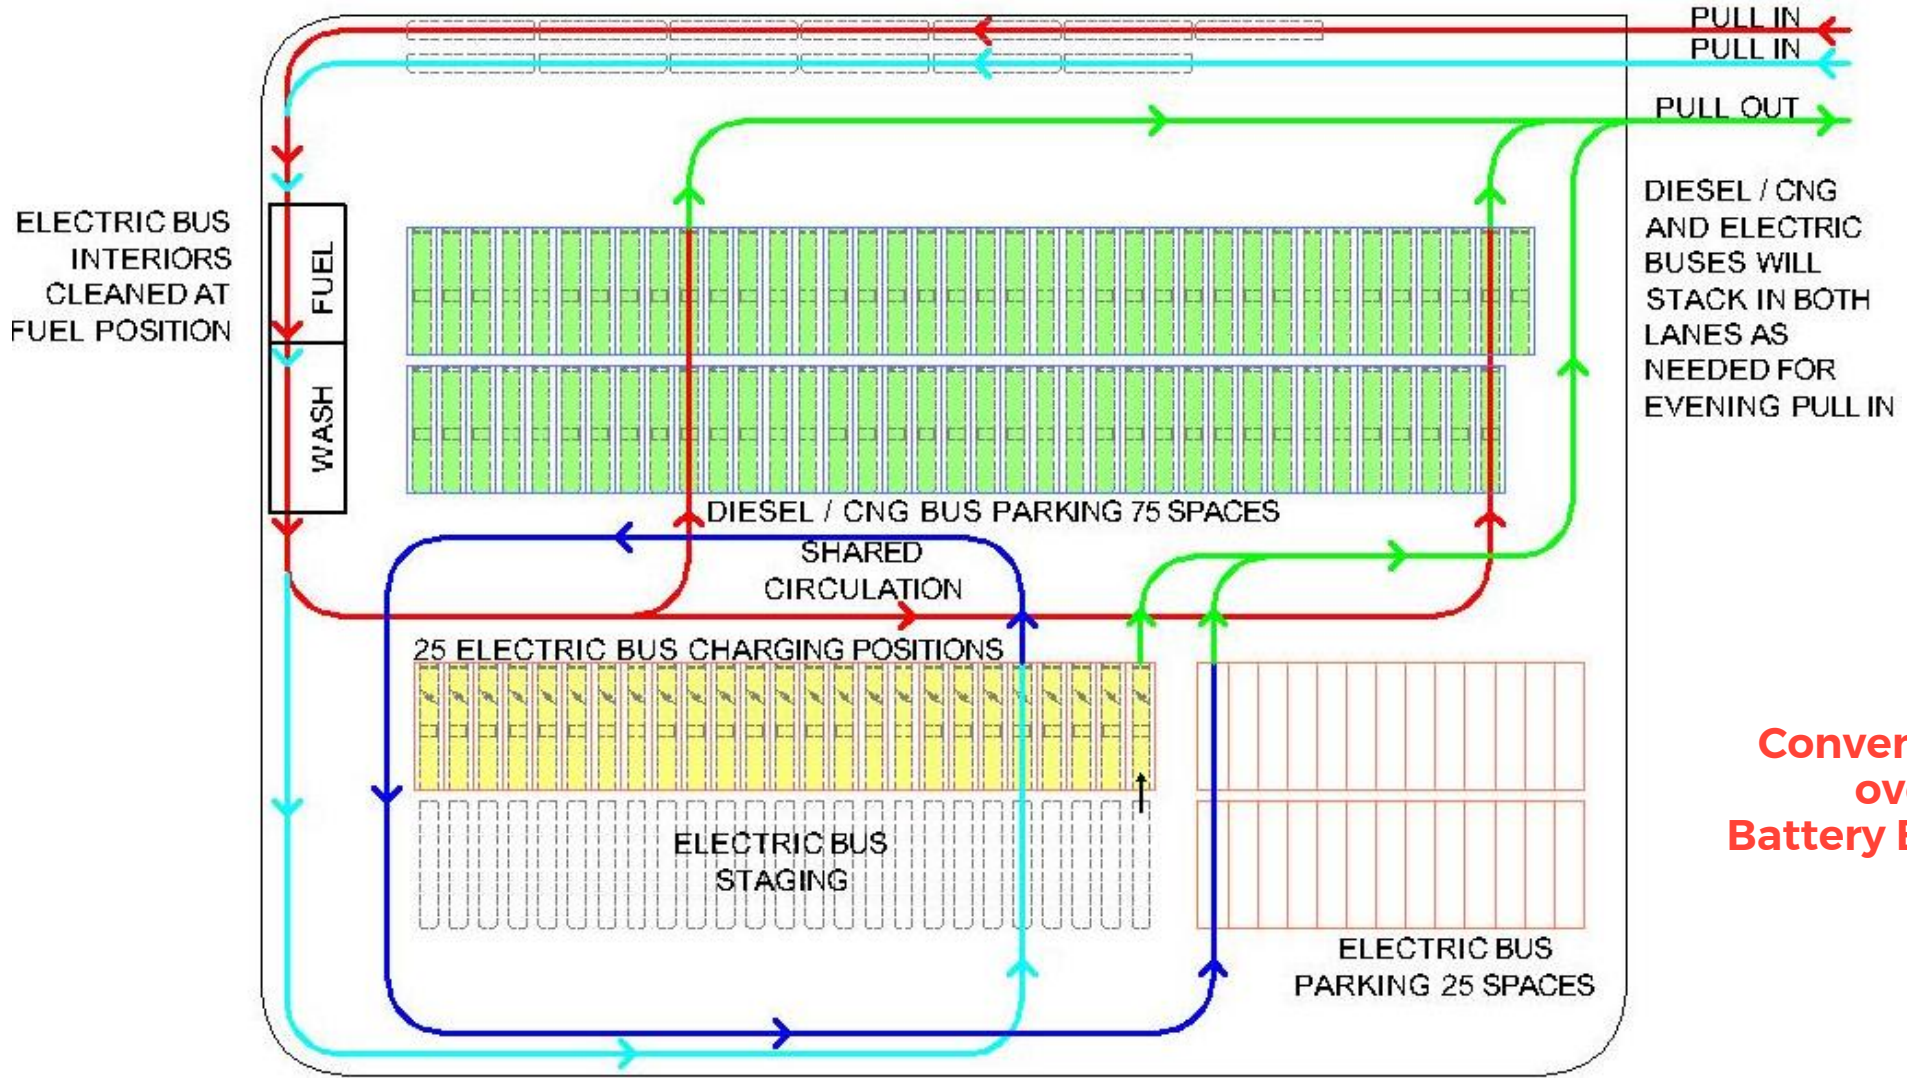 PULL IN
PULL IN
PULL OUT
ELECTRIC BUS
INTERIORS
CLEANED AT
FUEL POSITION
FUEL
WASH
DIESEL / CNG
AND ELECTRIC
BUSES WILL
STACK IN BOTH
LANES AS
NEEDED FOR
EVENING PULL IN
DIESEL / CNG BUS PARKING 75 SPACES
SHARED
CIRCULATION
25 ELECTRIC BUS CHARGING POSITIONS
ELECTRIC BUS
STAGING
ELECTRIC BUS
PARKING 25 SPACES
Battery